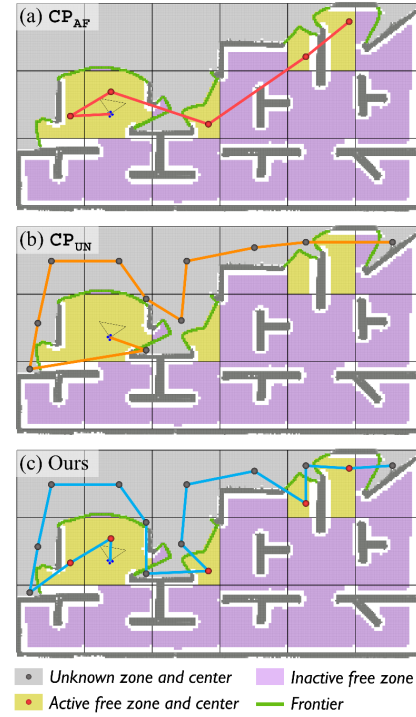 (a) CP_AF
(b) CP_UN
(c) Ours
Unknown zone and center
Inactive free zone
Active free zone and center
Frontier